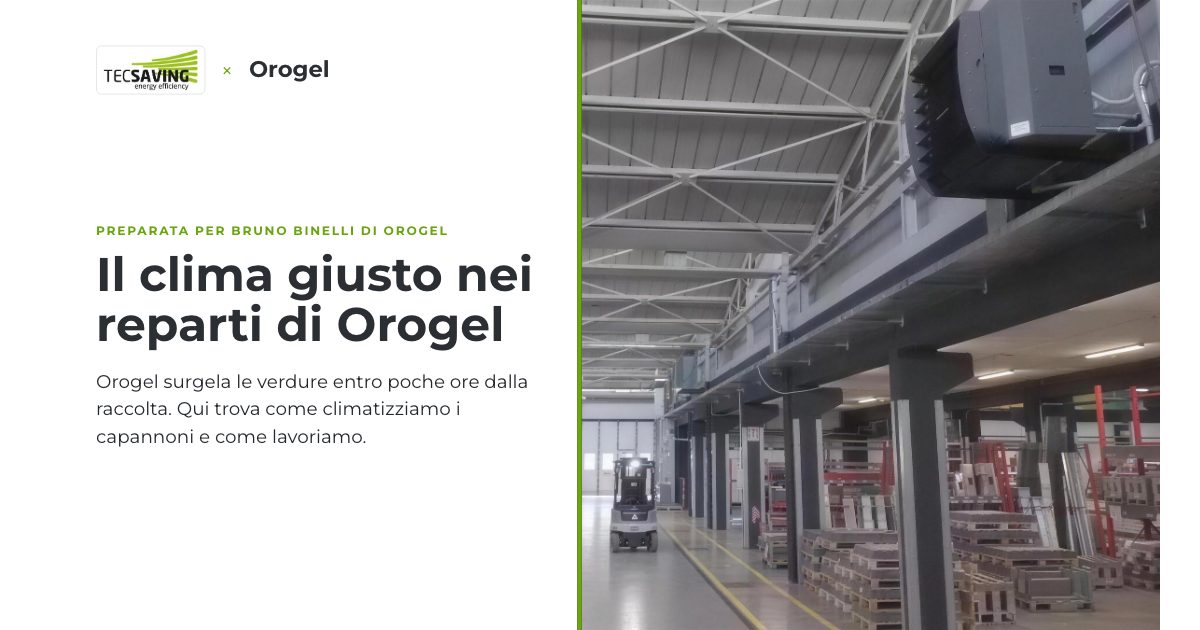 TECSAVING
energy efficiency
× Orogel
PREPARATA PER BRUNO BINELLI DI OROGEL
Il clima giusto nei
reparti di Orogel
Orogel surgela le verdure entro poche ore dalla
raccolta. Qui trova come climatizziamo i
capannoni e come lavoriamo.